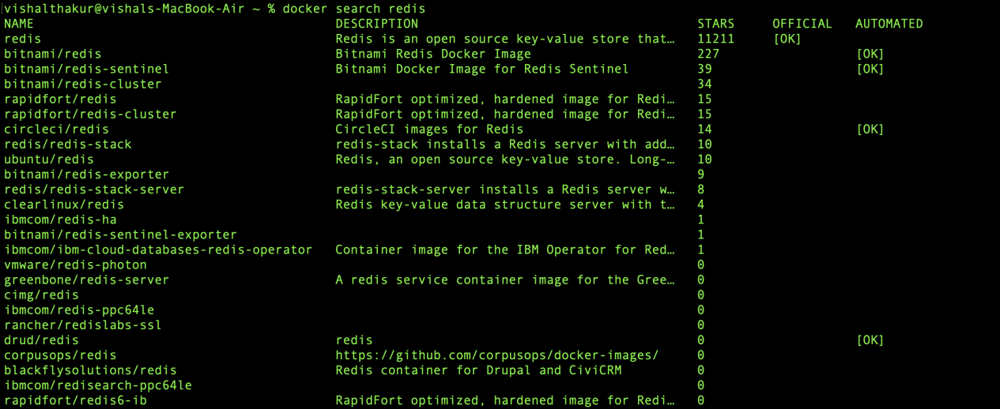 vishalthakur@vishals-MacBook-Air ~ % docker search redis
NAME DESCRIPTION STARS OFFICIAL AUTOMATED
redis Redis is an open source key-value store that… 11211 [OK]
bitnami/redis Bitnami Redis Docker Image 227 [OK]
bitnami/redis-sentinel Bitnami Docker Image for Redis Sentinel 39 [OK]
bitnami/redis-cluster 34
rapidfort/redis RapidFort optimized, hardened image for Redi… 15
rapidfort/redis-cluster RapidFort optimized, hardened image for Redi… 15
circleci/redis CircleCI images for Redis 14 [OK]
redis/redis-stack redis-stack installs a Redis server with add… 10
ubuntu/redis Redis, an open source key-value store. Long-… 10
bitnami/redis-exporter 9
redis/redis-stack-server redis-stack-server installs a Redis server w… 8
clearlinux/redis Redis key-value data structure server with t… 4
ibmcom/redis-ha 1
bitnami/redis-sentinel-exporter 1
ibmcom/ibm-cloud-databases-redis-operator Container image for the IBM Operator for Red… 1
vmware/redis-photon 0
greenbone/redis-server A redis service container image for the Gree… 0
cimg/redis 0
ibmcom/redis-ppc64le 0
rancher/redislabs-ssl 0
drud/redis redis 0 [OK]
corpusops/redis https://github.com/corpusops/docker-images/ 0
blackflysolutions/redis Redis container for Drupal and CiviCRM 0
ibmcom/redisearch-ppc64le 0
rapidfort/redis6-ib RapidFort optimized, hardened image for Redi… 0